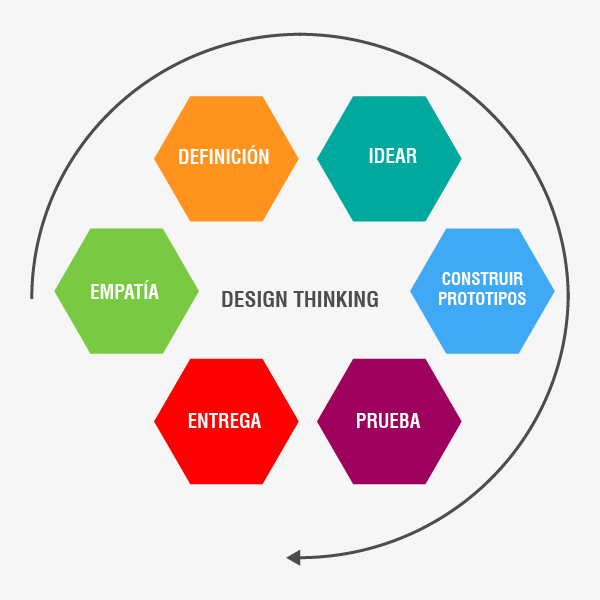 DEFINICIÓN
IDEAR
EMPATÍA
DESIGN THINKING
CONSTRUIR
PROTOTIPOS
ENTREGA
PRUEBA